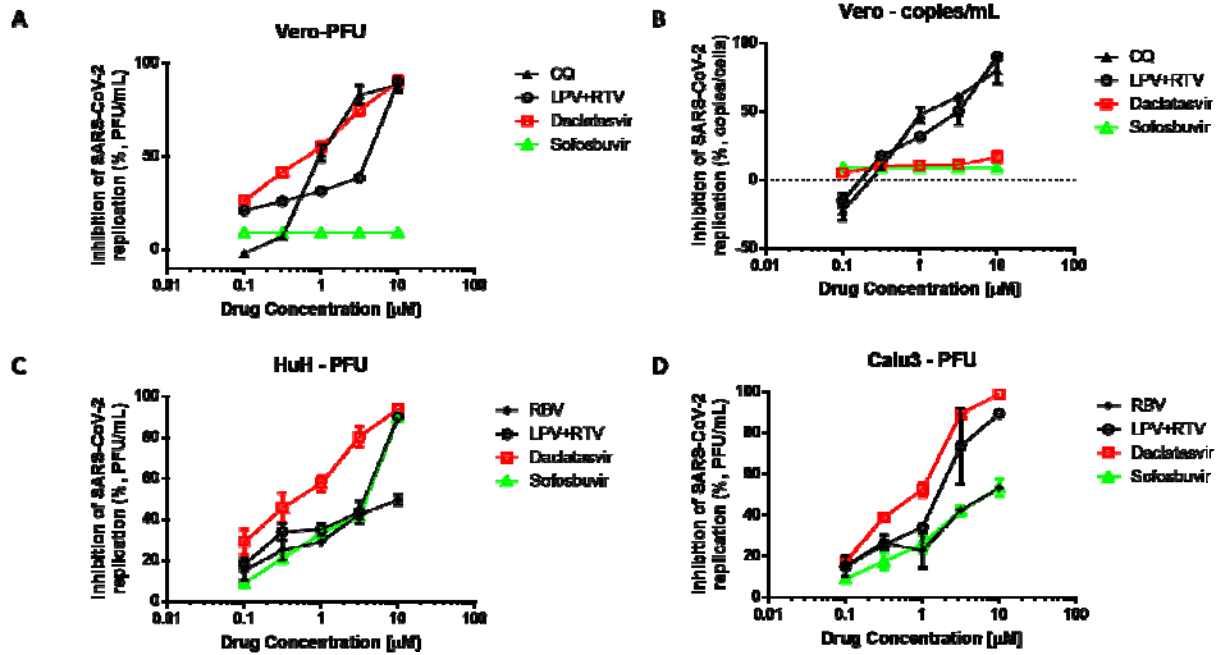 A
Vero-PFU
Inhibition of SARS-CoV-2
replication (%, PFU/mL)
100
50
0
0.01
0.1
1
10
100
Drug Concentration [µM]
CQ
LPV+RTV
Daclatasvir
Sofosbuvir
B
Vero - copies/mL
Inhibition of SARS-CoV-2
replication (%, copies/cells)
100
50
0
-50
0.01
0.1
1
10
100
Drug Concentration [µM]
CQ
LPV+RTV
Daclatasvir
Sofosbuvir
C
HuH - PFU
Inhibition of SARS-CoV-2
replication (%, PFU/mL)
100
80
60
40
20
0
0.01
0.1
1
10
100
Drug Concentration [µM]
RBV
LPV+RTV
Daclatasvir
Sofosbuvir
D
Calu3 - PFU
Inhibition of SARS-CoV-2
replication (%, PFU/mL)
100
80
60
40
20
0
0.01
0.1
1
10
100
Drug Concentration [µM]
RBV
LPV+RTV
Daclatasvir
Sofosbuvir